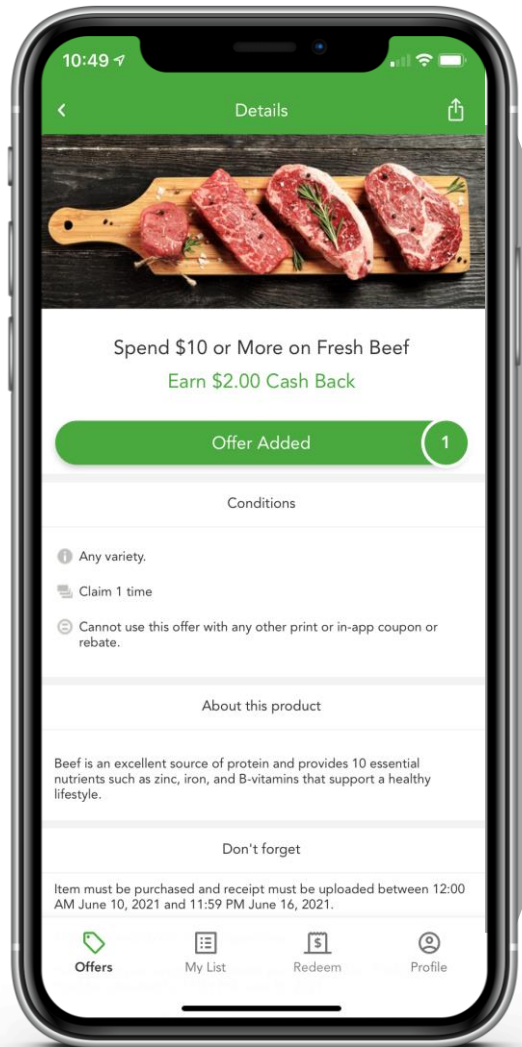 10:49
Details
Spend $10 or More on Fresh Beef
Earn $2.00 Cash Back
Offer Added
1
Conditions
Any variety.
Claim 1 time
Cannot use this offer with any other print or in-app coupon or
rebate.
About this product
Beef is an excellent source of protein and provides 10 essential
nutrients such as zinc, iron, and B-vitamins that support a healthy
lifestyle.
Don't forget
Item must be purchased and receipt must be uploaded between 12:00
AM June 10, 2021 and 11:59 PM June 16, 2021.
$
Offers My List Redeem Profile